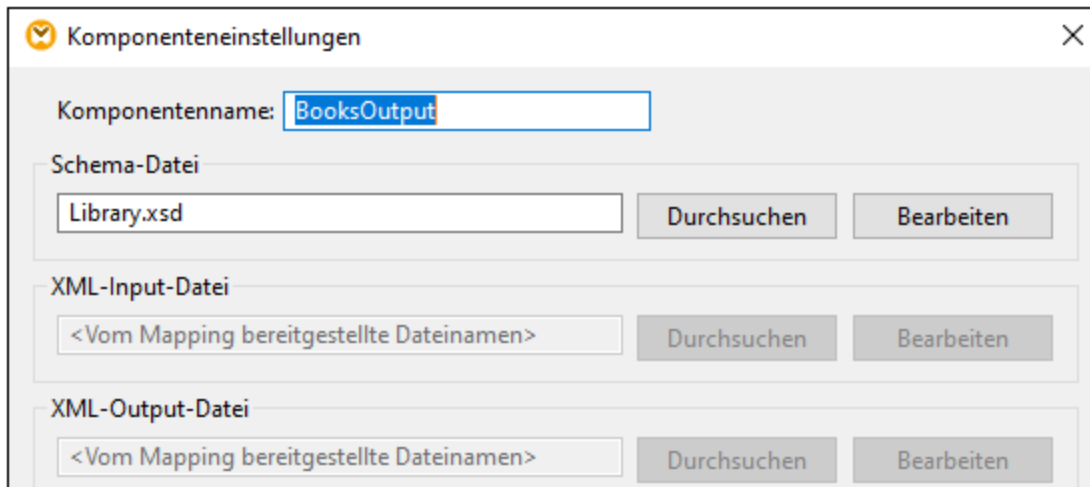 Komponenteneinstellungen
Komponentenname: BooksOutput
Schema-Datei
Library.xsd Durchsuchen Bearbeiten
XML-Input-Datei
<Vom Mapping bereitgestellte Dateinamen> Durchsuchen Bearbeiten
XML-Output-Datei
<Vom Mapping bereitgestellte Dateinamen> Durchsuchen Bearbeiten